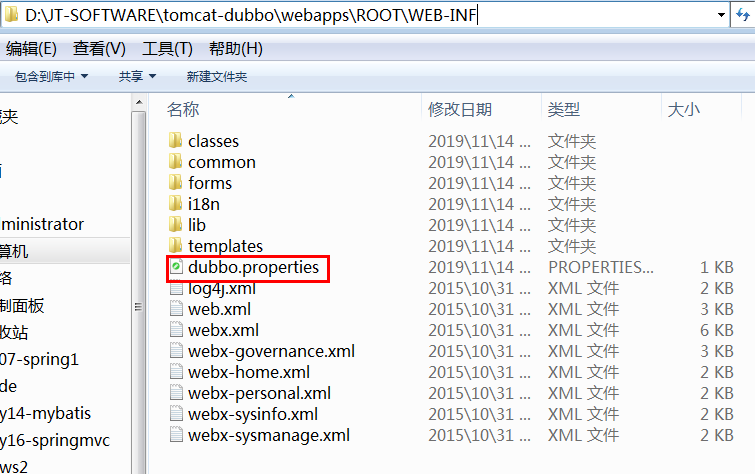 D:\JT-SOFTWARE\tomcat-dubbo\webapps\ROOT\WEB-INF
编辑(E) 查看(V) 工具(T) 帮助(H)
包含到库中 共享 新建文件夹
名称 修改日期 类型 大小
classes 2019\11\14 ... 文件夹
common 2019\11\14 ... 文件夹
forms 2019\11\14 ... 文件夹
i18n 2019\11\14 ... 文件夹
lib 2019\11\14 ... 文件夹
templates 2019\11\14 ... 文件夹
dubbo.properties 2019\11\14 ... PROPERTIES... 1 KB
log4j.xml 2015\10\31 ... XML 文件 2 KB
web.xml 2015\10\31 ... XML 文件 3 KB
webx.xml 2015\10\31 ... XML 文件 6 KB
webx-governance.xml 2015\10\31 ... XML 文件 3 KB
webx-home.xml 2015\10\31 ... XML 文件 2 KB
webx-personal.xml 2015\10\31 ... XML 文件 2 KB
webx-sysinfo.xml 2015\10\31 ... XML 文件 2 KB
webx-sysmanage.xml 2015\10\31 ... XML 文件 2 KB
夹
ministrator
算机
络
制面板
收站
07-spring1
de
y14-mybatis
y16-springmvc
ws2